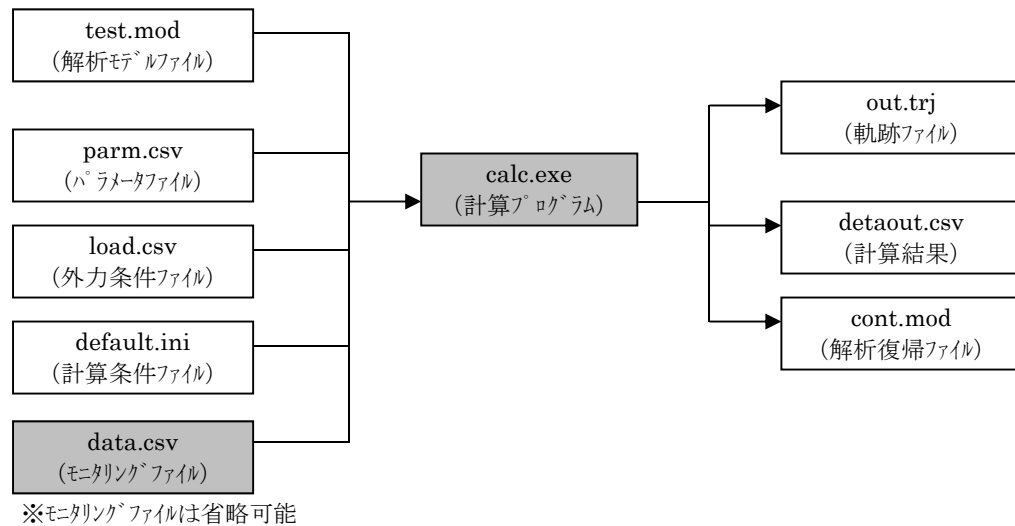 test.mod
(解析ﾓﾃﾞﾙﾌｧｲﾙ)
parm.csv
(ﾊﾟﾗﾒｰﾀﾌｧｲﾙ)
load.csv
(外力条件ﾌｧｲﾙ)
default.ini
(計算条件ﾌｧｲﾙ)
data.csv
(ﾓﾆﾀﾘﾝｸﾞﾌｧｲﾙ)
※ﾓﾆﾀﾘﾝｸﾞﾌｧｲﾙは省略可能
calc.exe
(計算ﾌﾟﾛｸﾞﾗﾑ)
out.trj
(軌跡ﾌｧｲﾙ)
detaout.csv
(計算結果)
cont.mod
(解析復帰ﾌｧｲﾙ)